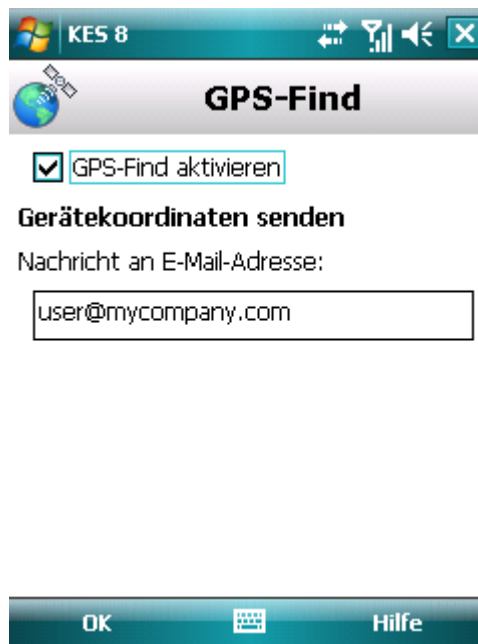 KES 8
GPS-Find
GPS-Find aktivieren
Gerätekoordinaten senden
Nachricht an E-Mail-Adresse:
user@mycompany.com
OK
Hilfe